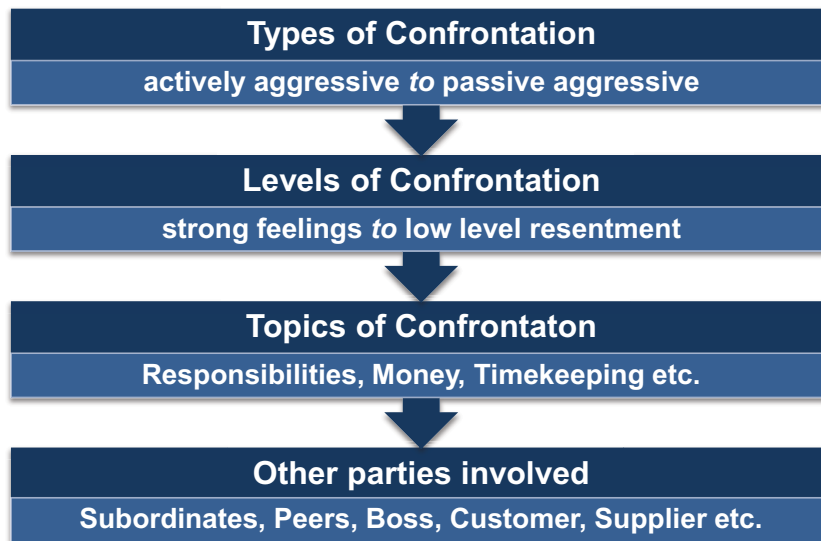 Types of Confrontation
actively aggressive to passive aggressive
Levels of Confrontation
strong feelings to low level resentment
Topics of Confrontaton
Responsibilities, Money, Timekeeping etc.
Other parties involved
Subordinates, Peers, Boss, Customer, Supplier etc.